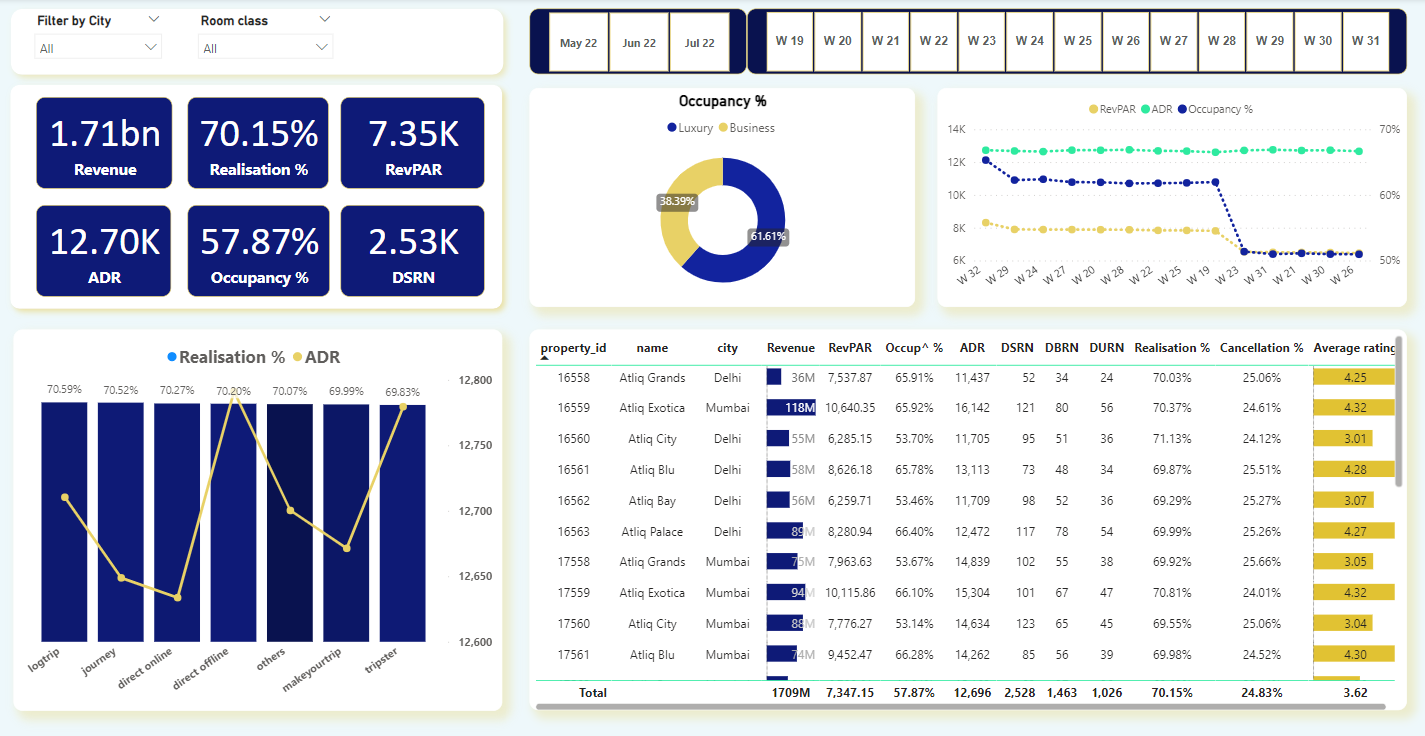 Filter by City
Room class
All
All
May 22 Jun 22 Jul 22
W 19 W 20 W 21 W 22 W 23 W 24 W 25 W 26 W 27 W 28 W 29 W 30 W 31
1.71bn
Revenue
70.15%
Realisation %
7.35K
RevPAR
12.70K
ADR
57.87%
Occupancy %
2.53K
DSRN
Occupancy %
Luxury Business
38.39%
61.61%
RevPAR ADR Occupancy %
14K
12K
10K
8K
6K
70%
60%
50%
W 32 W 29 W 24 W 27 W 20 W 28 W 22 W 25 W 19 W 23 W 31 W 21 W 30 W 26
Realisation % ADR
70.59% 70.52% 70.27% 70.20% 70.07% 69.99% 69.83%
12,800
12,750
12,700
12,650
12,600
logtrip journey direct online direct offline others makeyourtrip tripster
property_id name city Revenue RevPAR Occup^ % ADR DSRN DBRN DURN Realisation % Cancellation % Average rating
16558 Atliq Grands Delhi 36M 7,537.87 65.91% 11,437 52 34 24 70.03% 25.06% 4.25
16559 Atliq Exotica Mumbai 118M 10,640.35 65.92% 16,142 121 80 56 70.37% 24.61% 4.32
16560 Atliq City Delhi 55M 6,285.15 53.70% 11,705 95 51 36 71.13% 24.12% 3.01
16561 Atliq Blu Delhi 58M 8,626.18 65.78% 13,113 73 48 34 69.87% 25.51% 4.28
16562 Atliq Bay Delhi 56M 6,259.71 53.46% 11,709 98 52 36 69.29% 25.27% 3.07
16563 Atliq Palace Delhi 89M 8,280.94 66.40% 12,472 117 78 54 69.99% 25.26% 4.27
17558 Atliq Grands Mumbai 75M 7,963.63 53.67% 14,839 102 55 38 69.92% 25.66% 3.05
17559 Atliq Exotica Mumbai 94M 10,115.86 66.10% 15,304 101 67 47 70.81% 24.01% 4.32
17560 Atliq City Mumbai 88M 7,776.27 53.14% 14,634 123 65 45 69.55% 25.06% 3.04
17561 Atliq Blu Mumbai 74M 9,452.47 66.28% 14,262 85 56 39 69.98% 24.52% 4.30
Total 1709M 7,347.15 57.87% 12,696 2,528 1,463 1,026 70.15% 24.83% 3.62